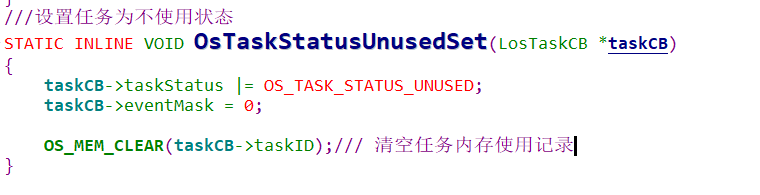 ///设置任务为不使用状态
STATIC INLINE VOID OsTaskStatusUnusedSet(LosTaskCB *taskCB)
{
    taskCB->taskStatus |= OS_TASK_STATUS_UNUSED;
    taskCB->eventMask = 0;

    OS_MEM_CLEAR(taskCB->taskID);/// 清空任务内存使用记录
}